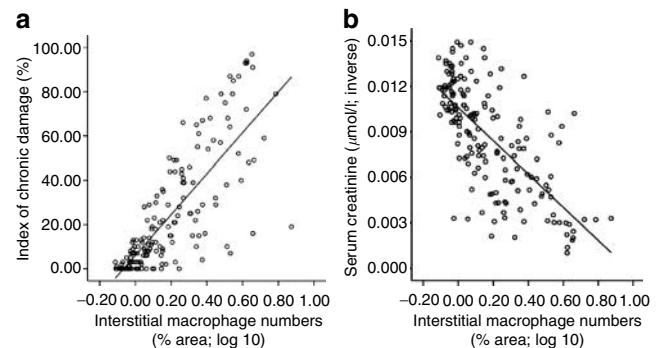 a
Index of chronic damage (%)
100.00
80.00
60.00
40.00
20.00
0.00
−0.20 0.00 0.20 0.40 0.60 0.80 1.00
Interstitial macrophage numbers
(% area; log 10)
b
Serum creatinine (μmol/l; inverse)
0.015
0.012
0.009
0.006
0.003
0.000
−0.20 0.00 0.20 0.40 0.60 0.80 1.00
Interstitial macrophage numbers
(% area; log 10)